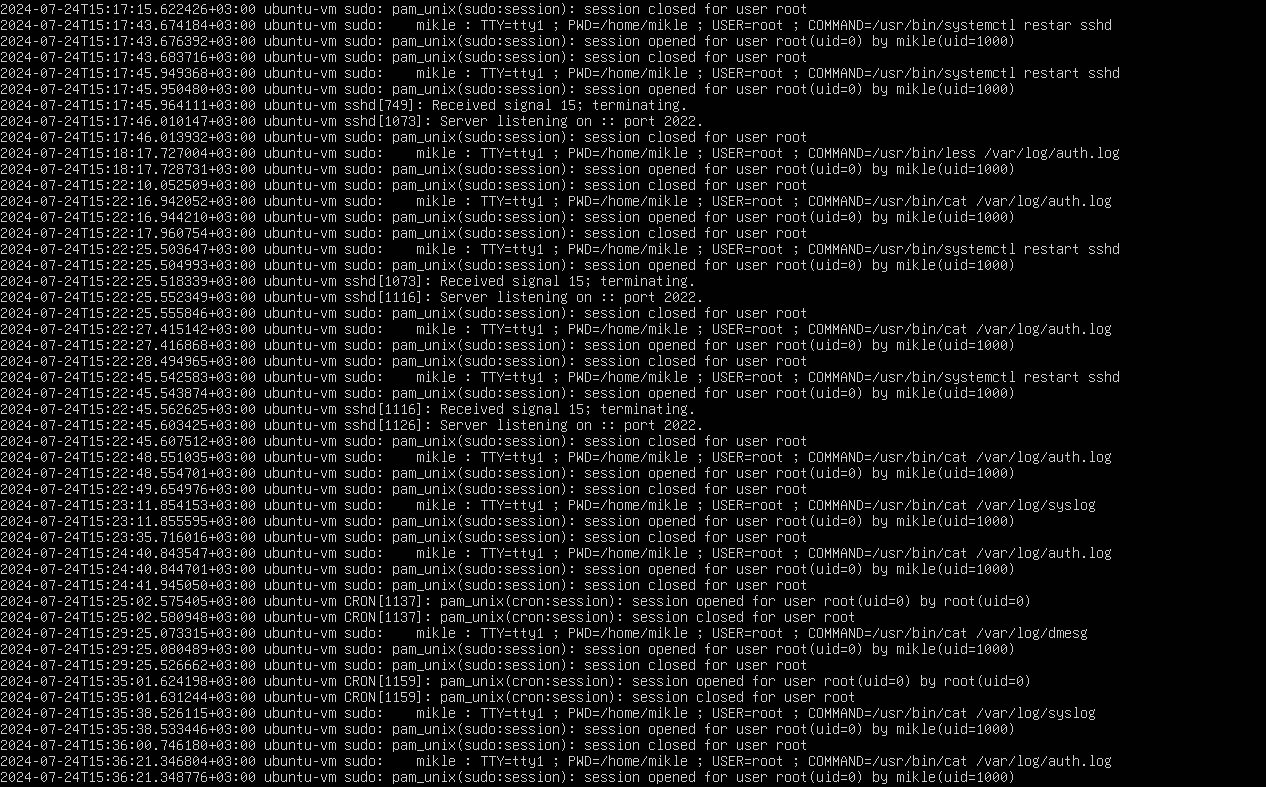 2024-07-24T15:17:15.622426+03:00 ubuntu-vm sudo: pam_unix(sudo:session): session closed for user root
2024-07-24T15:17:43.674184+03:00 ubuntu-vm sudo:    mikle : TTY=tty1 ; PWD=/home/mikle ; USER=root ; COMMAND=/usr/bin/systemctl restar sshd
2024-07-24T15:17:43.676392+03:00 ubuntu-vm sudo: pam_unix(sudo:session): session opened for user root(uid=0) by mikle(uid=1000)
2024-07-24T15:17:43.683716+03:00 ubuntu-vm sudo: pam_unix(sudo:session): session closed for user root
2024-07-24T15:17:45.949368+03:00 ubuntu-vm sudo:    mikle : TTY=tty1 ; PWD=/home/mikle ; USER=root ; COMMAND=/usr/bin/systemctl restart sshd
2024-07-24T15:17:45.950480+03:00 ubuntu-vm sudo: pam_unix(sudo:session): session opened for user root(uid=0) by mikle(uid=1000)
2024-07-24T15:17:45.964111+03:00 ubuntu-vm sshd[749]: Received signal 15; terminating.
2024-07-24T15:17:46.010147+03:00 ubuntu-vm sshd[1073]: Server listening on :: port 2022.
2024-07-24T15:17:46.013932+03:00 ubuntu-vm sudo: pam_unix(sudo:session): session closed for user root
2024-07-24T15:18:17.727004+03:00 ubuntu-vm sudo:    mikle : TTY=tty1 ; PWD=/home/mikle ; USER=root ; COMMAND=/usr/bin/less /var/log/auth.log
2024-07-24T15:18:17.728731+03:00 ubuntu-vm sudo: pam_unix(sudo:session): session opened for user root(uid=0) by mikle(uid=1000)
2024-07-24T15:22:10.052509+03:00 ubuntu-vm sudo: pam_unix(sudo:session): session closed for user root
2024-07-24T15:22:16.942052+03:00 ubuntu-vm sudo:    mikle : TTY=tty1 ; PWD=/home/mikle ; USER=root ; COMMAND=/usr/bin/cat /var/log/auth.log
2024-07-24T15:22:16.944210+03:00 ubuntu-vm sudo: pam_unix(sudo:session): session opened for user root(uid=0) by mikle(uid=1000)
2024-07-24T15:22:17.960754+03:00 ubuntu-vm sudo: pam_unix(sudo:session): session closed for user root
2024-07-24T15:22:25.503647+03:00 ubuntu-vm sudo:    mikle : TTY=tty1 ; PWD=/home/mikle ; USER=root ; COMMAND=/usr/bin/systemctl restart sshd
2024-07-24T15:22:25.504993+03:00 ubuntu-vm sudo: pam_unix(sudo:session): session opened for user root(uid=0) by mikle(uid=1000)
2024-07-24T15:22:25.518339+03:00 ubuntu-vm sshd[1073]: Received signal 15; terminating.
2024-07-24T15:22:25.552349+03:00 ubuntu-vm sshd[1116]: Server listening on :: port 2022.
2024-07-24T15:22:25.555846+03:00 ubuntu-vm sudo: pam_unix(sudo:session): session closed for user root
2024-07-24T15:22:27.415142+03:00 ubuntu-vm sudo:    mikle : TTY=tty1 ; PWD=/home/mikle ; USER=root ; COMMAND=/usr/bin/cat /var/log/auth.log
2024-07-24T15:22:27.416868+03:00 ubuntu-vm sudo: pam_unix(sudo:session): session opened for user root(uid=0) by mikle(uid=1000)
2024-07-24T15:22:28.494965+03:00 ubuntu-vm sudo: pam_unix(sudo:session): session closed for user root
2024-07-24T15:22:45.542583+03:00 ubuntu-vm sudo:    mikle : TTY=tty1 ; PWD=/home/mikle ; USER=root ; COMMAND=/usr/bin/systemctl restart sshd
2024-07-24T15:22:45.543874+03:00 ubuntu-vm sudo: pam_unix(sudo:session): session opened for user root(uid=0) by mikle(uid=1000)
2024-07-24T15:22:45.562625+03:00 ubuntu-vm sshd[1116]: Received signal 15; terminating.
2024-07-24T15:22:45.603425+03:00 ubuntu-vm sshd[1126]: Server listening on :: port 2022.
2024-07-24T15:22:45.607512+03:00 ubuntu-vm sudo: pam_unix(sudo:session): session closed for user root
2024-07-24T15:22:48.551035+03:00 ubuntu-vm sudo:    mikle : TTY=tty1 ; PWD=/home/mikle ; USER=root ; COMMAND=/usr/bin/cat /var/log/auth.log
2024-07-24T15:22:48.554701+03:00 ubuntu-vm sudo: pam_unix(sudo:session): session opened for user root(uid=0) by mikle(uid=1000)
2024-07-24T15:22:49.654976+03:00 ubuntu-vm sudo: pam_unix(sudo:session): session closed for user root
2024-07-24T15:23:11.854153+03:00 ubuntu-vm sudo:    mikle : TTY=tty1 ; PWD=/home/mikle ; USER=root ; COMMAND=/usr/bin/cat /var/log/syslog
2024-07-24T15:23:11.855595+03:00 ubuntu-vm sudo: pam_unix(sudo:session): session opened for user root(uid=0) by mikle(uid=1000)
2024-07-24T15:23:35.716016+03:00 ubuntu-vm sudo: pam_unix(sudo:session): session closed for user root
2024-07-24T15:24:40.843547+03:00 ubuntu-vm sudo:    mikle : TTY=tty1 ; PWD=/home/mikle ; USER=root ; COMMAND=/usr/bin/cat /var/log/auth.log
2024-07-24T15:24:40.844701+03:00 ubuntu-vm sudo: pam_unix(sudo:session): session opened for user root(uid=0) by mikle(uid=1000)
2024-07-24T15:24:41.945050+03:00 ubuntu-vm sudo: pam_unix(sudo:session): session closed for user root
2024-07-24T15:25:02.575405+03:00 ubuntu-vm CRON[1137]: pam_unix(cron:session): session opened for user root(uid=0) by root(uid=0)
2024-07-24T15:25:02.580948+03:00 ubuntu-vm CRON[1137]: pam_unix(cron:session): session closed for user root
2024-07-24T15:29:25.073315+03:00 ubuntu-vm sudo:    mikle : TTY=tty1 ; PWD=/home/mikle ; USER=root ; COMMAND=/usr/bin/cat /var/log/dmesg
2024-07-24T15:29:25.080489+03:00 ubuntu-vm sudo: pam_unix(sudo:session): session opened for user root(uid=0) by mikle(uid=1000)
2024-07-24T15:29:25.526662+03:00 ubuntu-vm sudo: pam_unix(sudo:session): session closed for user root
2024-07-24T15:35:01.624198+03:00 ubuntu-vm CRON[1159]: pam_unix(cron:session): session opened for user root(uid=0) by root(uid=0)
2024-07-24T15:35:01.631244+03:00 ubuntu-vm CRON[1159]: pam_unix(cron:session): session closed for user root
2024-07-24T15:35:38.526115+03:00 ubuntu-vm sudo:    mikle : TTY=tty1 ; PWD=/home/mikle ; USER=root ; COMMAND=/usr/bin/cat /var/log/syslog
2024-07-24T15:35:38.533446+03:00 ubuntu-vm sudo: pam_unix(sudo:session): session opened for user root(uid=0) by mikle(uid=1000)
2024-07-24T15:36:00.746180+03:00 ubuntu-vm sudo: pam_unix(sudo:session): session closed for user root
2024-07-24T15:36:21.346804+03:00 ubuntu-vm sudo:    mikle : TTY=tty1 ; PWD=/home/mikle ; USER=root ; COMMAND=/usr/bin/cat /var/log/auth.log
2024-07-24T15:36:21.348776+03:00 ubuntu-vm sudo: pam_unix(sudo:session): session opened for user root(uid=0) by mikle(uid=1000)